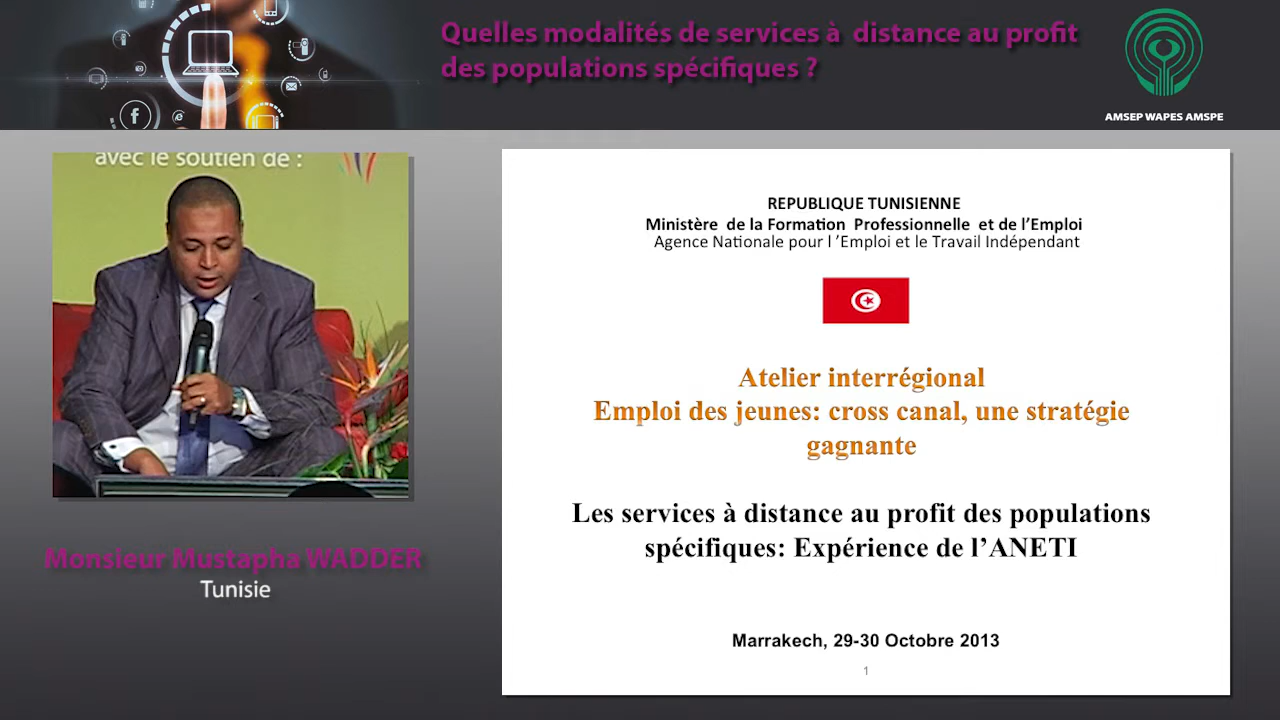 Quelles modalités de services à distance au profit
des populations spécifiques ?
AMSEP WAPES AMSPE
avec le soutien de :
REPUBLIQUE TUNISIENNE
Ministère de la Formation Professionnelle et de l'Emploi
Agence Nationale pour l 'Emploi et le Travail Indépendant
Atelier interrégional
Emploi des jeunes: cross canal, une stratégie
gagnante
Les services à distance au profit des populations
spécifiques: Expérience de l'ANETI
Marrakech, 29-30 Octobre 2013
1
Monsieur Mustapha WADDER
Tunisie